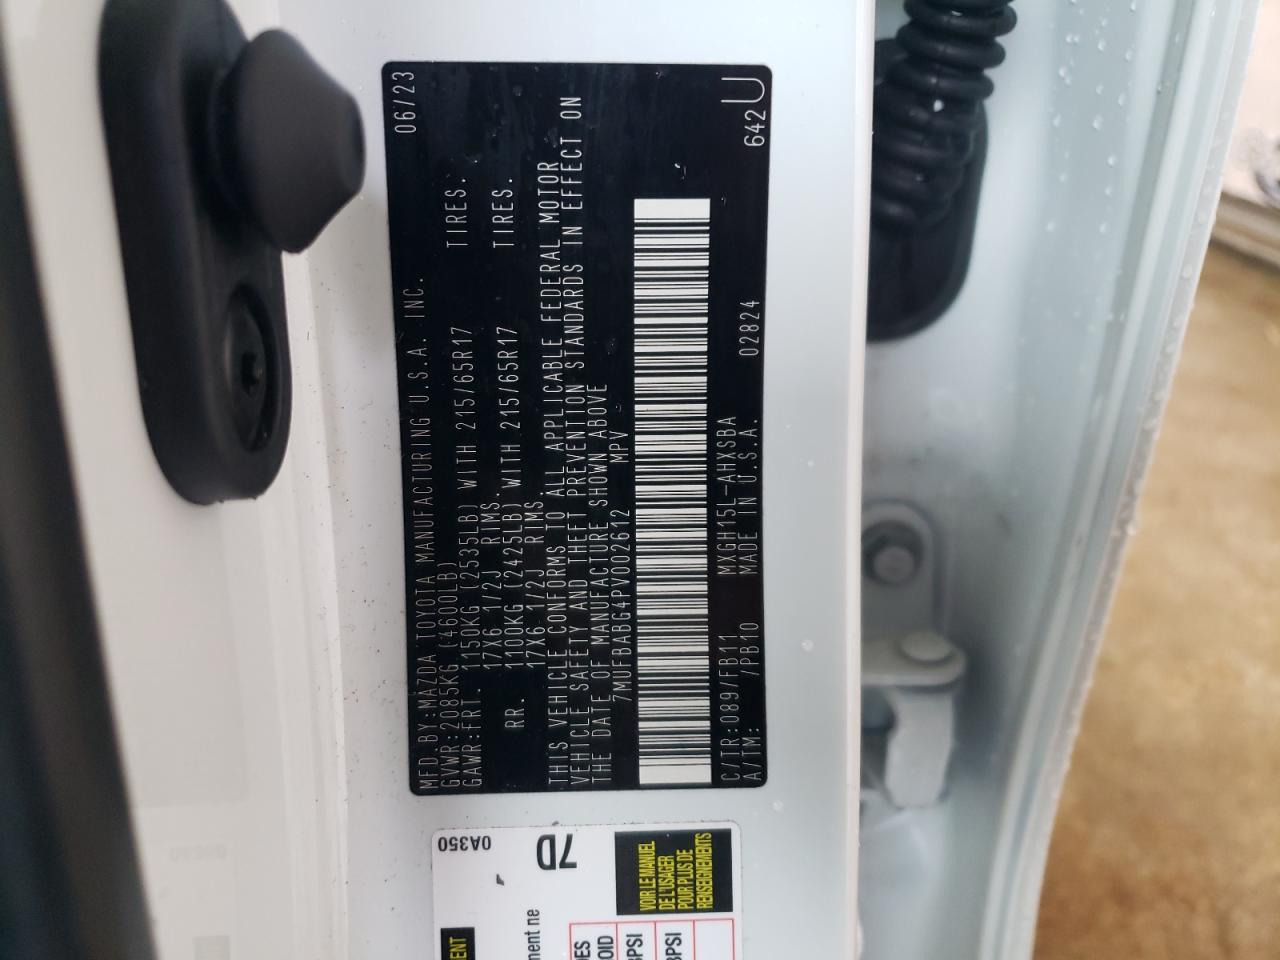 MFD.BY:MAZDA TOYOTA MANUFACTURING U.S.A. INC. 06/23
GVWR:2085KG (4600LB)
GAWR:FRT. 1150KG (2535LB) WITH 215/65R17 TIRES.
17X6 1/2J RIMS.
RR. 1100KG (2425LB) WITH 215/65R17 TIRES.
17X6 1/2J RIMS.
THIS VEHICLE CONFORMS TO ALL APPLICABLE FEDERAL MOTOR
VEHICLE SAFETY AND THEFT PREVENTION STANDARDS IN EFFECT ON
THE DATE OF MANUFACTURE SHOWN ABOVE
7MUFBABG4PV002612 MPV
C/TR:089/FB11 MXGH15L-AHXSBA
A/TM: /PB10 MADE IN U.S.A. 02824 642U
0A350
7D
VOIR LE MANUEL
DE L'USAGER
POUR PLUS DE
RENSEIGNEMENTS
ment ne
PSI
PSI